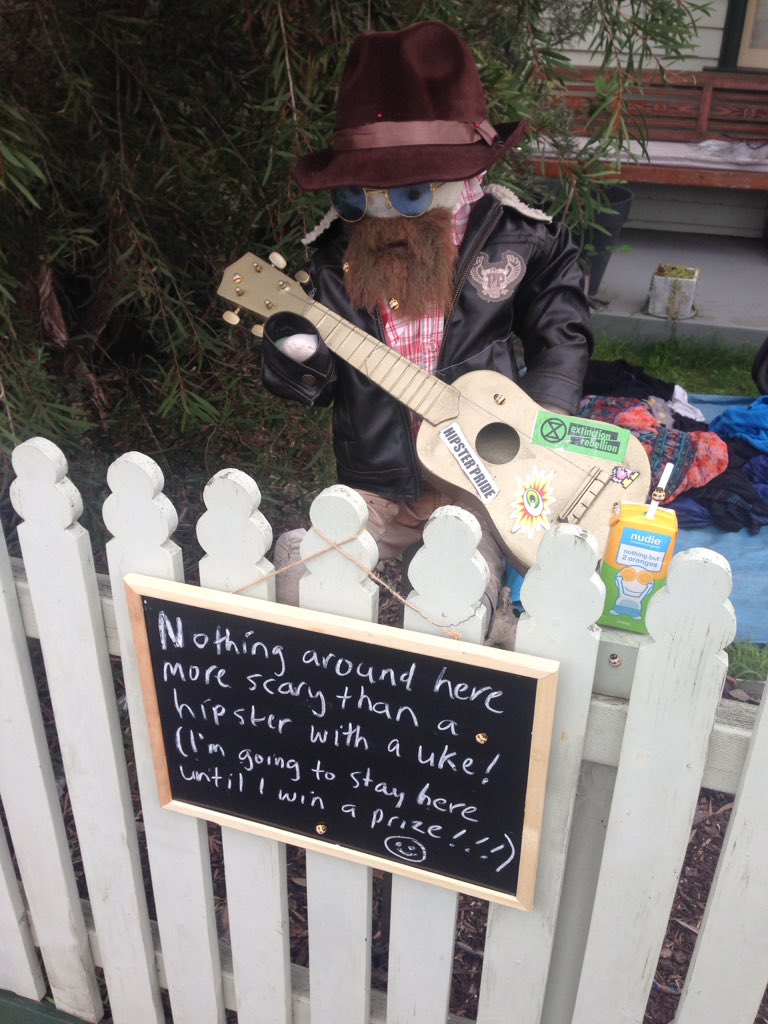 extinction
rebellion
HIPSTER PRIDE
nudie
nothing but
2 oranges
Nothing around here
more scary than a
hipster with a uke!
(I'm going to stay here
until I win a prize!!!)